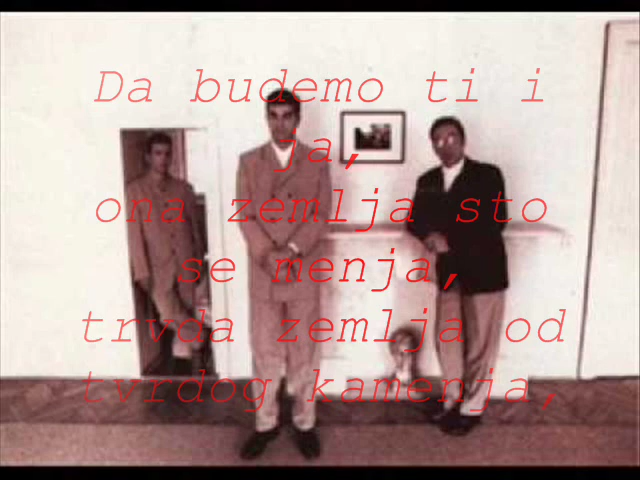 Da budemo ti i
ja,
ona zemlja sto
se menja,
trvda zemlja od
tvrdog kamenja,